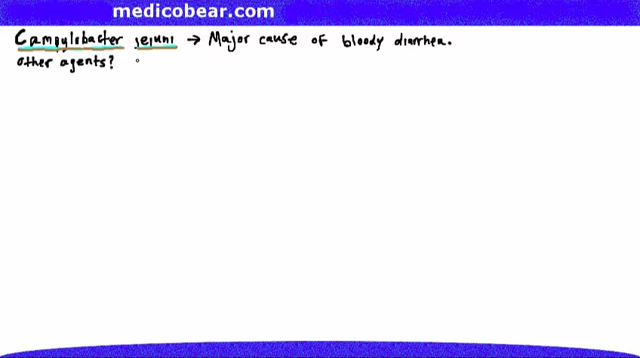 medicobear.com
Campylobacter jejuni → Major cause of bloody diarrhea.
other agents?